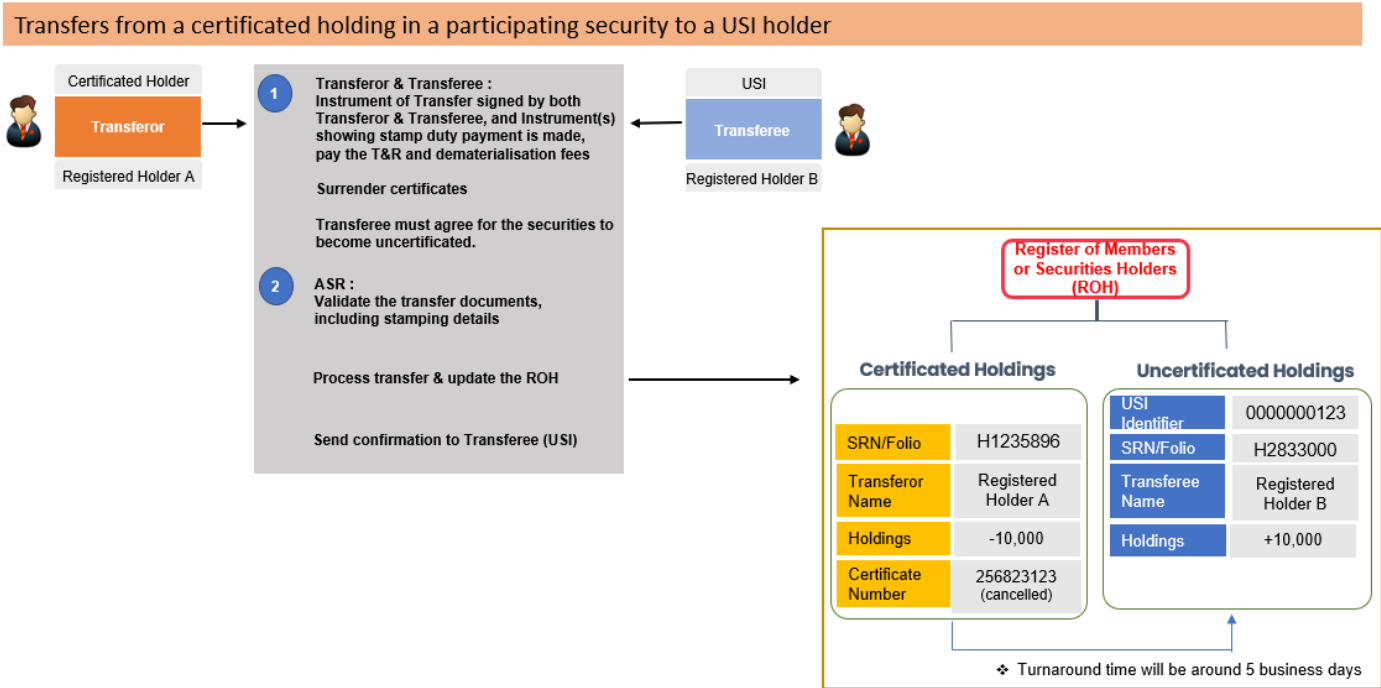 Transfers from a certificated holding in a participating security to a USI holder
Certificated Holder
Transferor
Registered Holder A
1
Transferor & Transferee :
Instrument of Transfer signed by both
Transferor & Transferee, and Instrument(s)
showing stamp duty payment is made,
pay the T&R and dematerialisation fees
Surrender certificates
Transferee must agree for the securities to
become uncertificated.
2
ASR :
Validate the transfer documents,
including stamping details
Process transfer & update the ROH
Send confirmation to Transferee (USI)
USI
Transferee
Registered Holder B
Register of Members
or Securities Holders
(ROH)
Certificated Holdings
SRN/Folio
H1235896
Transferor
Name
Registered
Holder A
Holdings
-10,000
Certificate
Number
256823123
(cancelled)
Uncertificated Holdings
USI
Identifier
0000000123
SRN/Folio
H2833000
Transferee
Name
Registered
Holder B
Holdings
+10,000
❖ Turnaround time will be around 5 business days